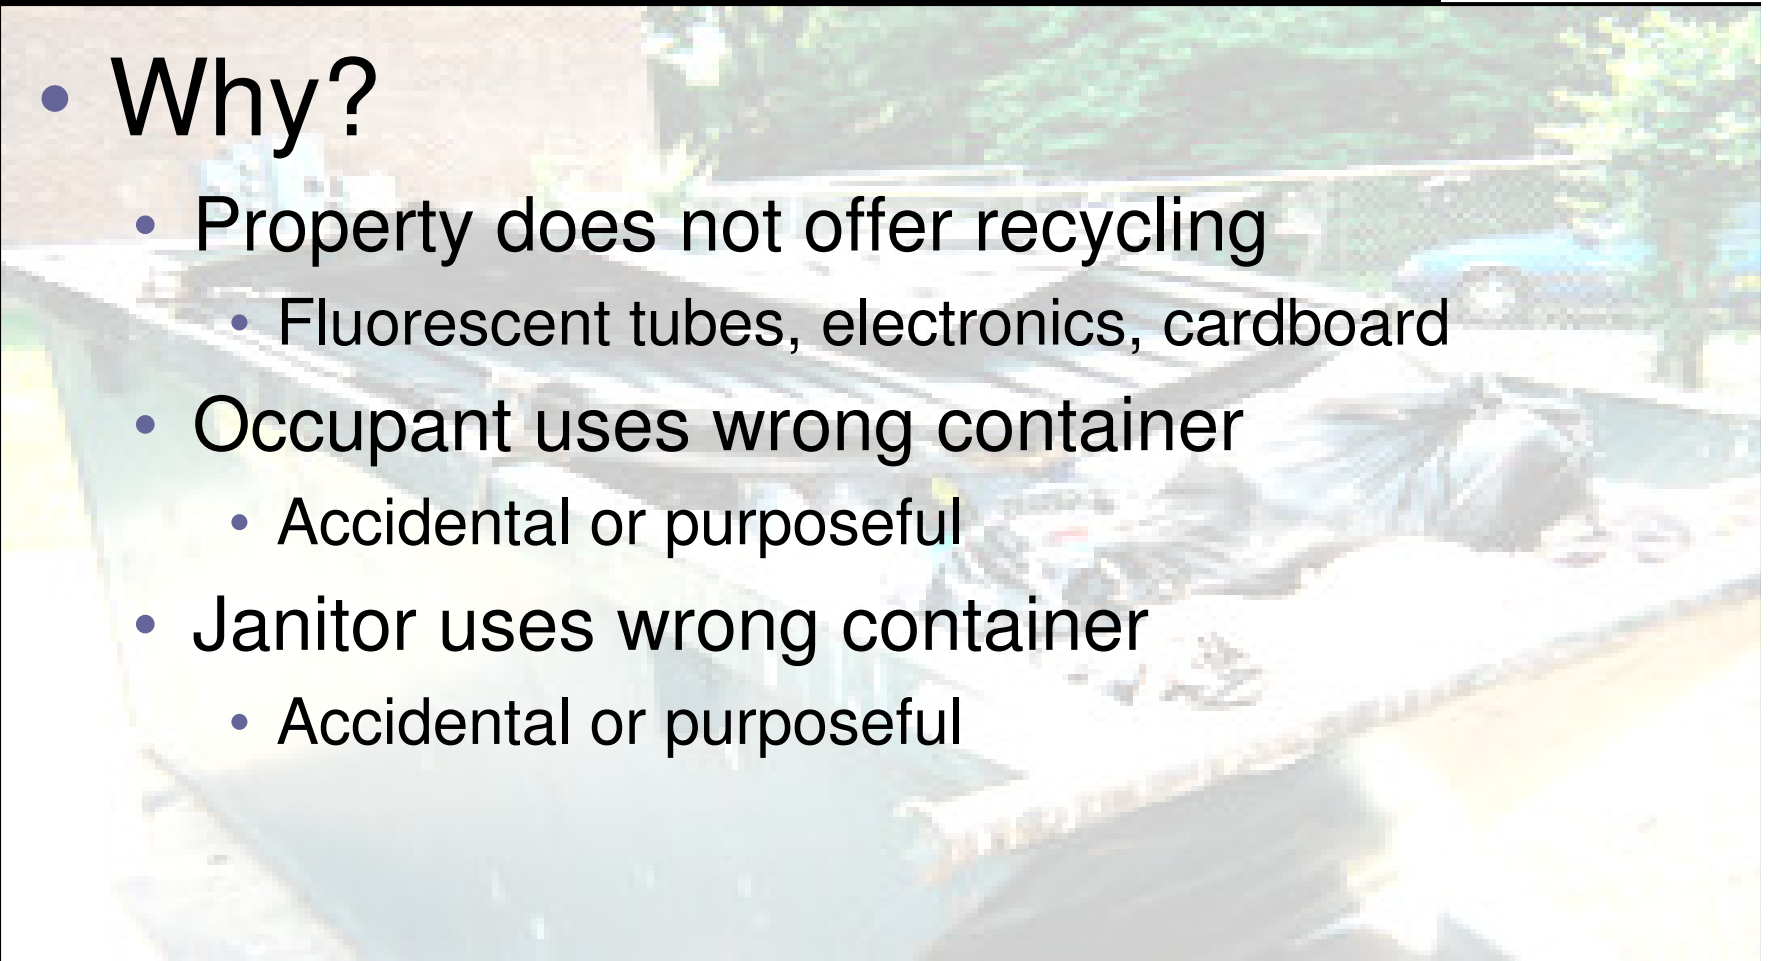 • Why?
• Property does not offer recycling
• Fluorescent tubes, electronics, cardboard
• Occupant uses wrong container
• Accidental or purposeful
• Janitor uses wrong container
• Accidental or purposeful